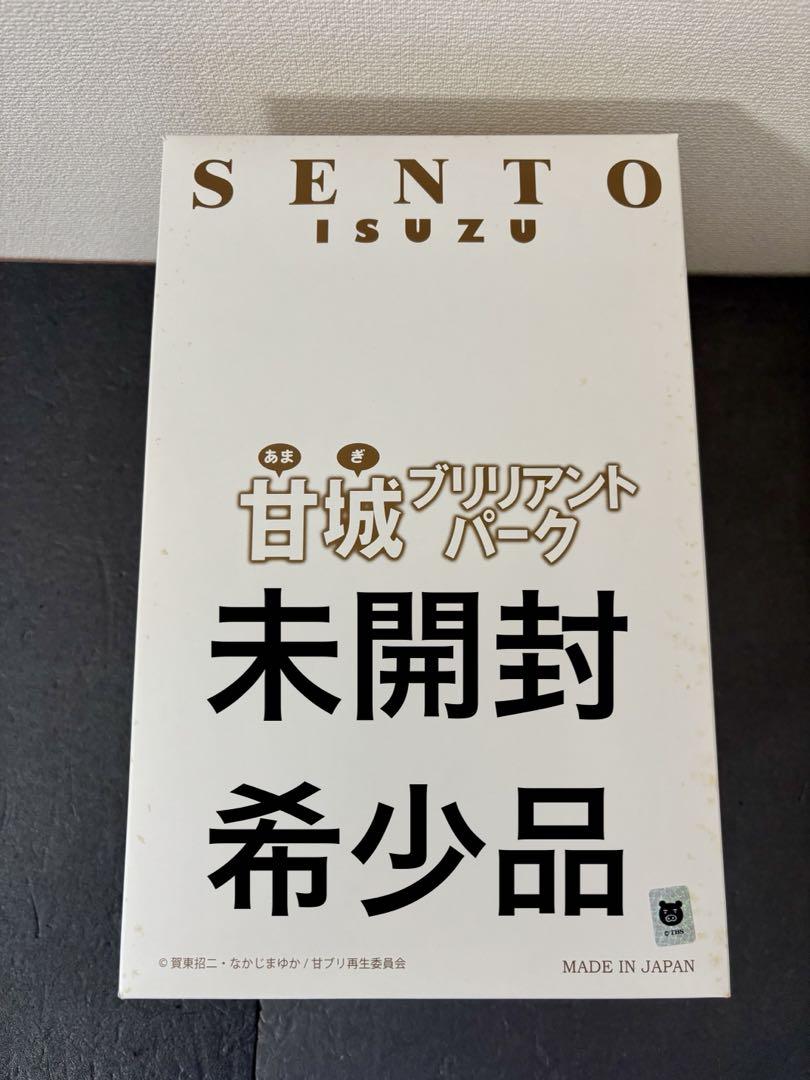 SENTO
ISUZU
あま ぎ
甘城ブリリアント
パーク
未開封
希少品
© TBS
© 賀東招二・なかじまゆか / 甘ブリ再生委員会
MADE IN JAPAN